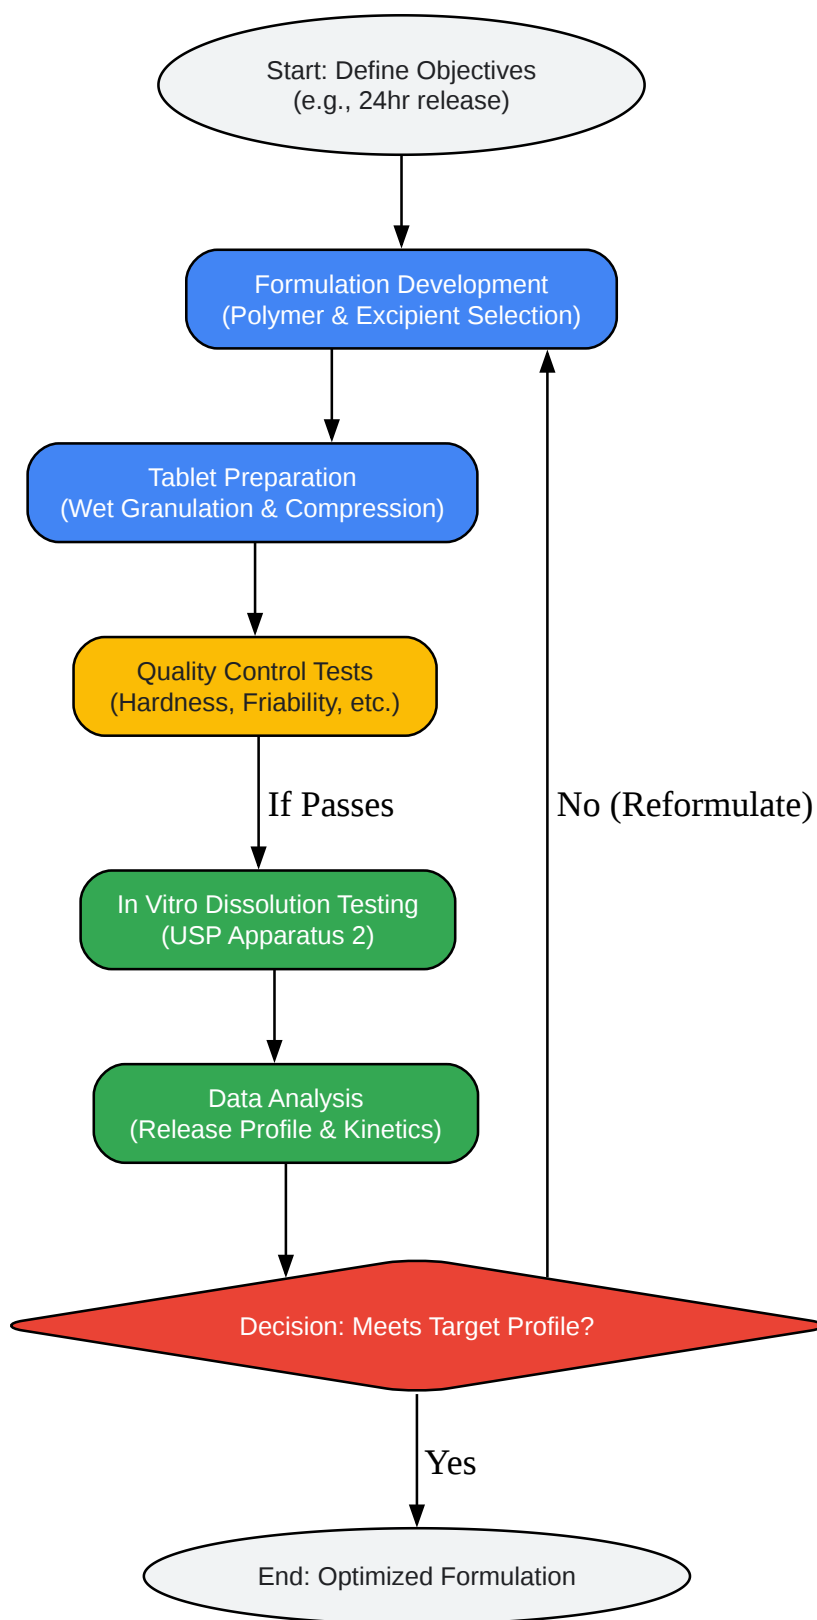 Start: Define Objectives
(e.g., 24hr release)
Formulation Development
(Polymer & Excipient Selection)
Tablet Preparation
(Wet Granulation & Compression)
Quality Control Tests
(Hardness, Friability, etc.)
If Passes
No (Reformulate)
In Vitro Dissolution Testing
(USP Apparatus 2)
Data Analysis
(Release Profile & Kinetics)
Decision: Meets Target Profile?
Yes
End: Optimized Formulation